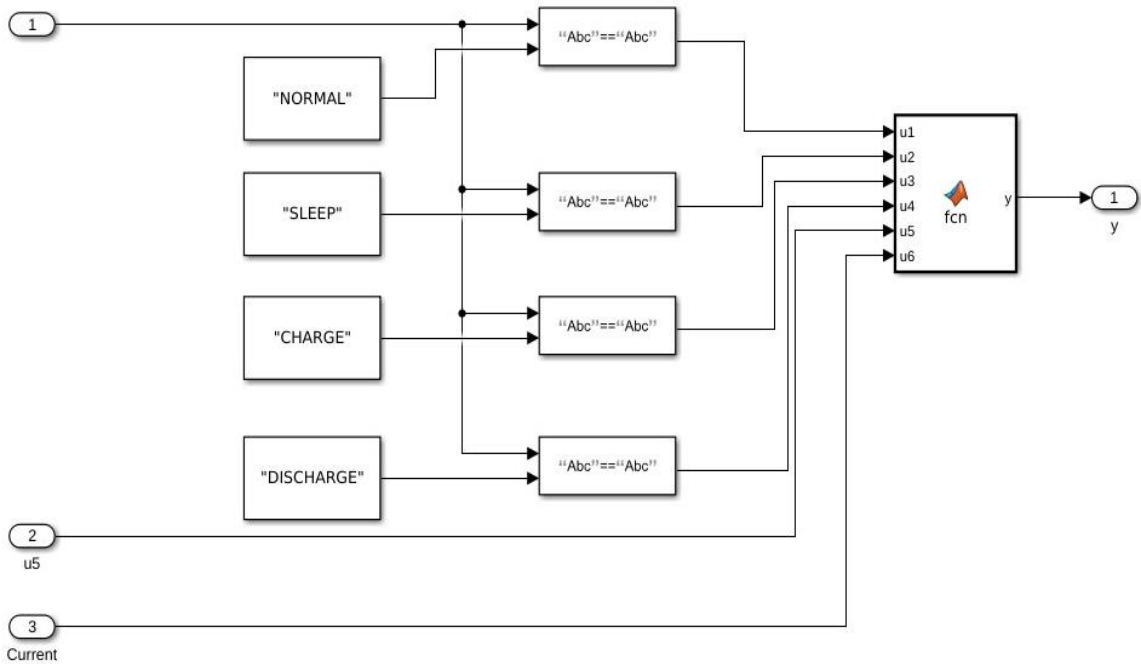 1
"NORMAL"
“Abc”==“Abc”
"SLEEP"
“Abc”==“Abc”
"CHARGE"
“Abc”==“Abc”
"DISCHARGE"
“Abc”==“Abc”
2
u5
3
Current
u1
u2
u3
u4
u5
u6
fcn
y
1
y